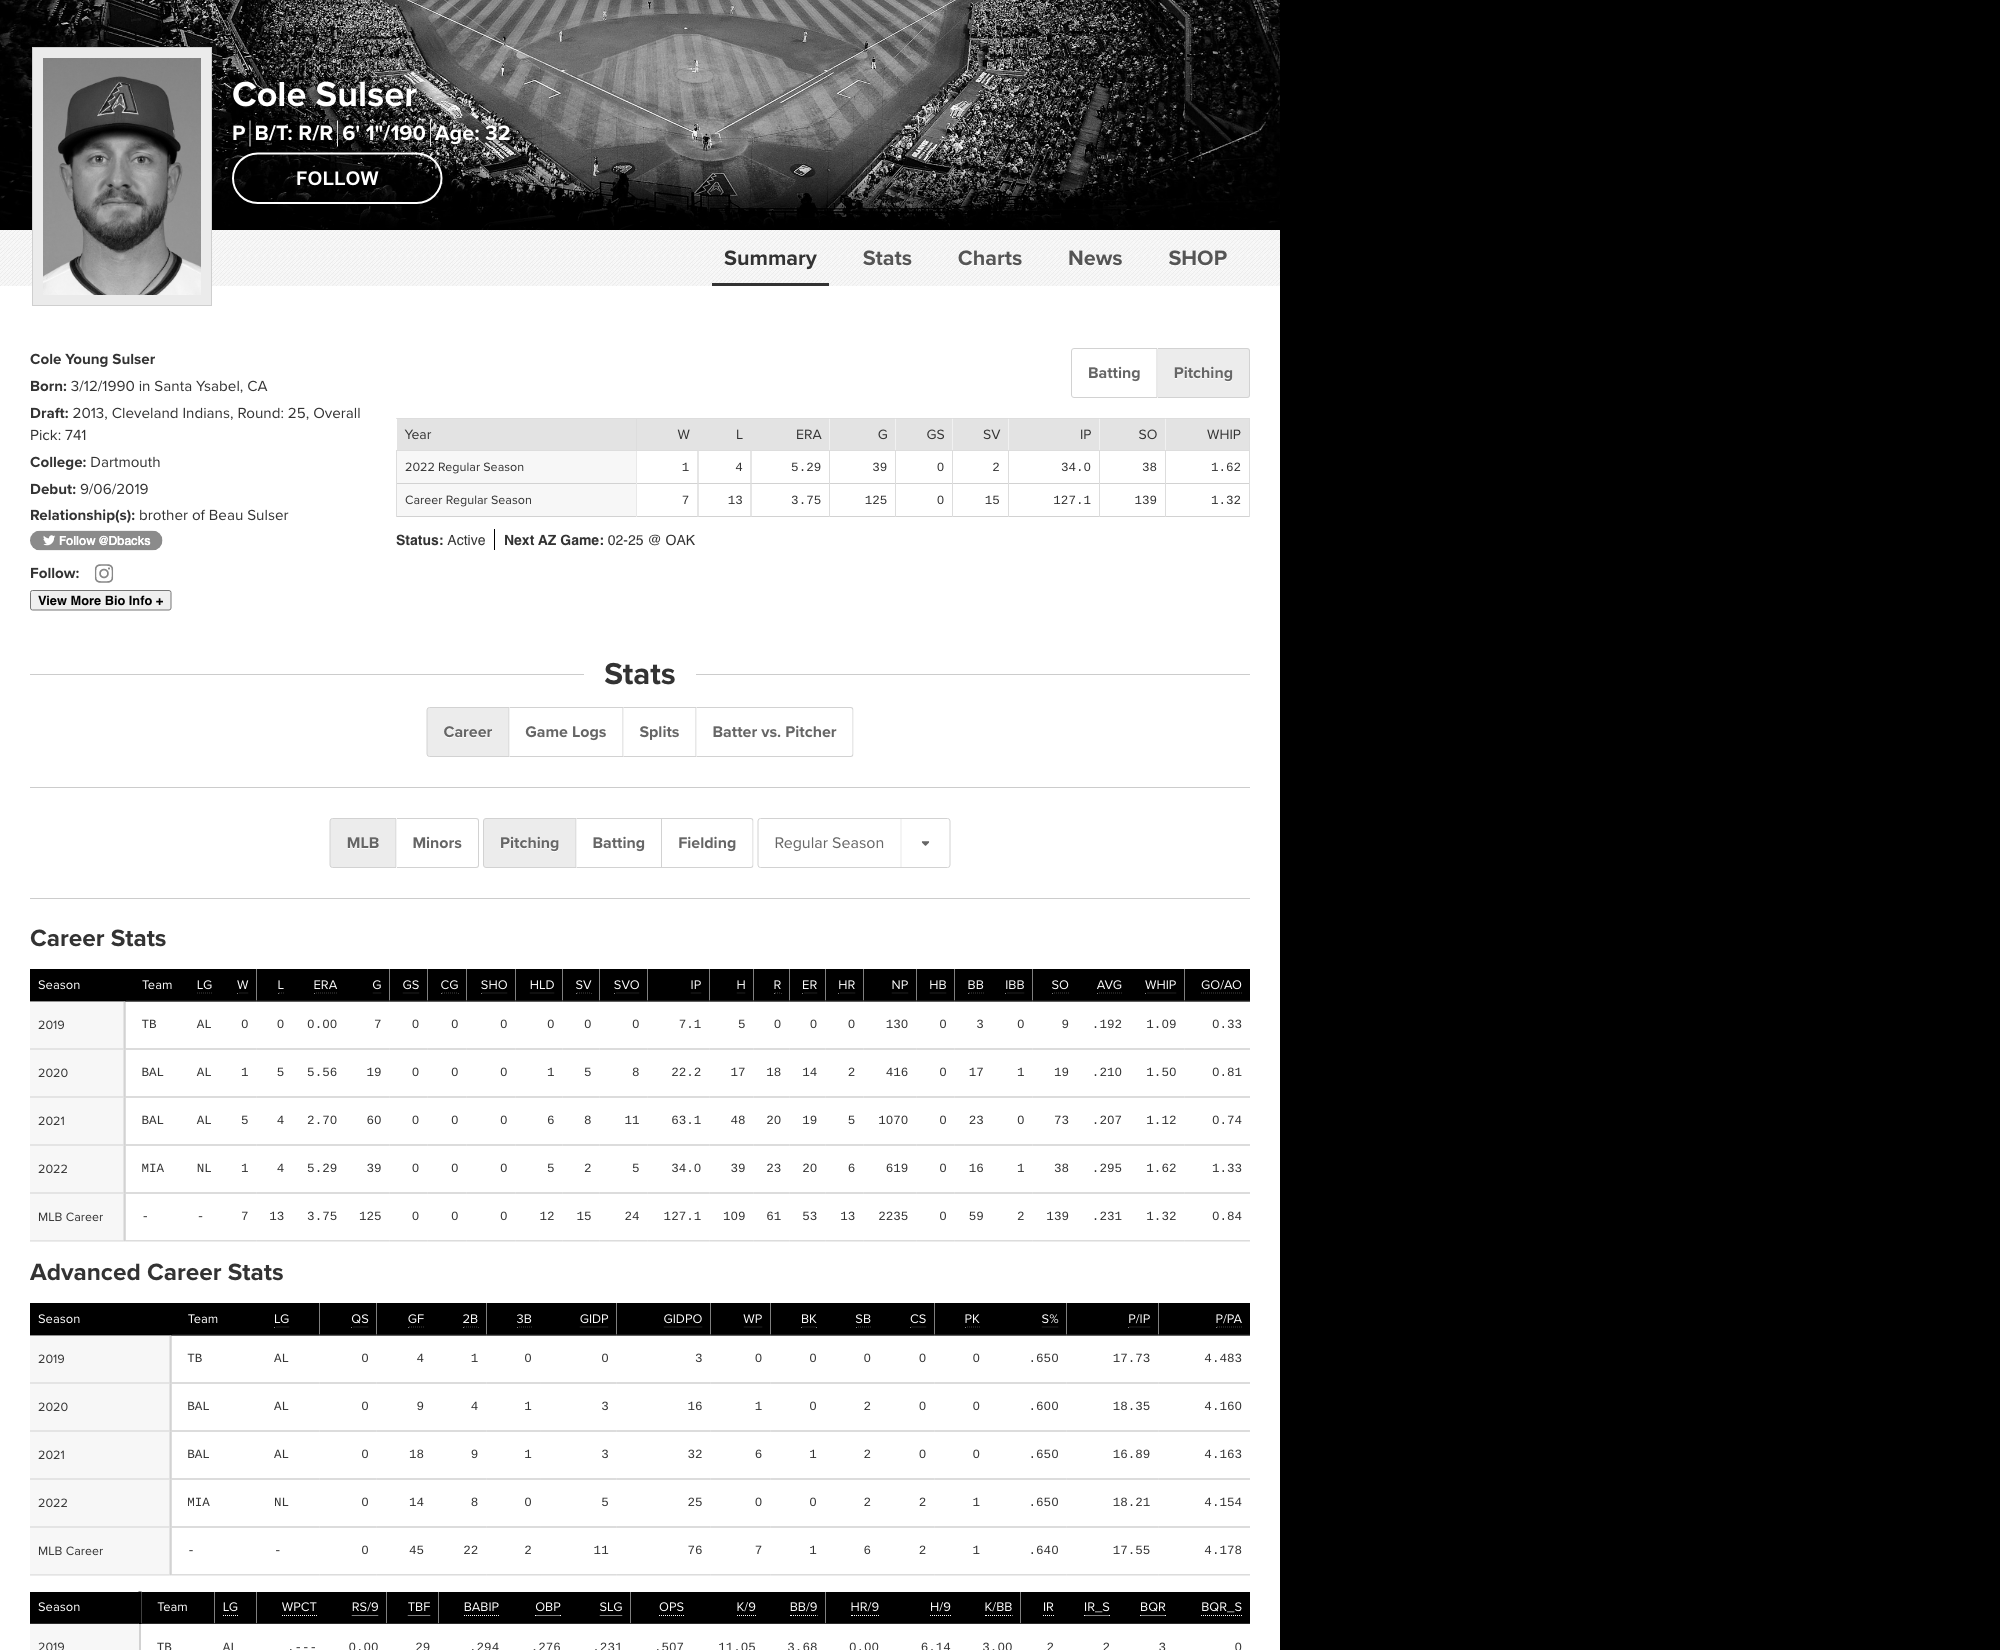 Cole Sulser
P B/T: R/R 6' 1"/190 Age: 32
FOLLOW
Summary Stats Charts News SHOP
Cole Young Sulser
Born: 3/12/1990 in Santa Ysabel, CA
Draft: 2013, Cleveland Indians, Round: 25, Overall
Pick: 741
College: Dartmouth
Debut: 9/06/2019
Relationship(s): brother of Beau Sulser
Follow @Dbacks
Follow:
View More Bio Info +
Batting Pitching
Year W L ERA G GS SV IP SO WHIP
2022 Regular Season 1 4 5.29 39 0 2 34.0 38 1.62
Career Regular Season 7 13 3.75 125 0 15 127.1 139 1.32
Status: Active Next AZ Game: 02-25 @ OAK
Stats
Career Game Logs Splits Batter vs. Pitcher
MLB Minors Pitching Batting Fielding Regular Season
Career Stats
Season Team LG W L ERA G GS CG SHO HLD SV SVO IP H R ER HR NP HB BB IBB SO AVG WHIP GO/AO
2019 TB AL 0 0 0.00 7 0 0 0 0 0 0 7.1 5 0 0 0 130 0 3 0 9 .192 1.09 0.33
2020 BAL AL 1 5 5.56 19 0 0 0 1 5 8 22.2 17 18 14 2 416 0 17 1 19 .210 1.50 0.81
2021 BAL AL 5 4 2.70 60 0 0 0 6 8 11 63.1 48 20 19 5 1070 0 23 0 73 .207 1.12 0.74
2022 MIA NL 1 4 5.29 39 0 0 0 5 2 5 34.0 39 23 20 6 619 0 16 1 38 .295 1.62 1.33
MLB Career - - 7 13 3.75 125 0 0 0 12 15 24 127.1 109 61 53 13 2235 0 59 2 139 .231 1.32 0.84
Advanced Career Stats
Season Team LG QS GF 2B 3B GIDP GIDPO WP BK SB CS PK S% P/IP P/PA
2019 TB AL 0 4 1 0 0 3 0 0 0 0 0 .650 17.73 4.483
2020 BAL AL 0 9 4 1 3 16 1 0 2 0 0 .600 18.35 4.160
2021 BAL AL 0 18 9 1 3 32 6 1 2 0 0 .650 16.89 4.163
2022 MIA NL 0 14 8 0 5 25 0 0 2 2 1 .650 18.21 4.154
MLB Career - - 0 45 22 2 11 76 7 1 6 2 1 .640 17.55 4.178
Season Team LG WPCT RS/9 TBF BABIP OBP SLG OPS K/9 BB/9 HR/9 H/9 K/BB IR IR_S BQR BQR_S
2019 TB AL .--- 0.00 29 .294 .276 .231 .507 11.05 3.68 0.00 6.14 3.00 2 2 3 0